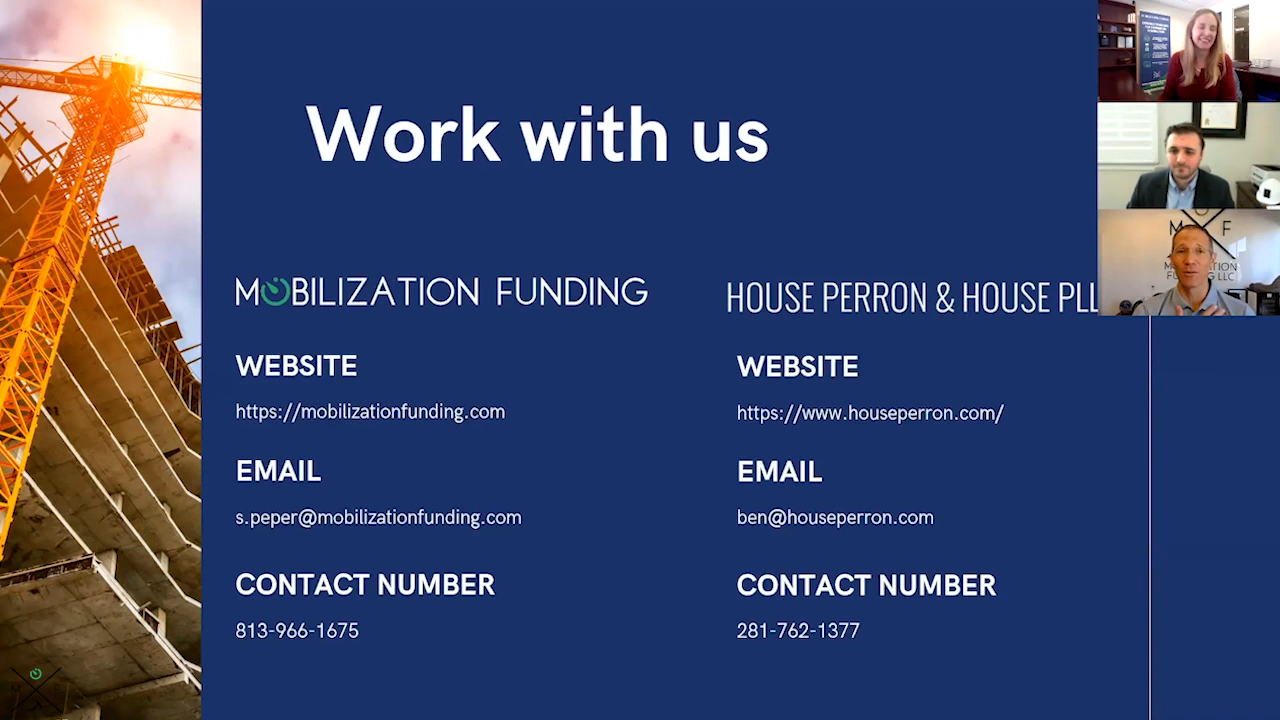 Work with us
MOBILIZATION FUNDING
WEBSITE
https://mobilizationfunding.com
EMAIL
s.peper@mobilizationfunding.com
CONTACT NUMBER
813-966-1675
HOUSE PERRON & HOUSE PLL
WEBSITE
https://www.houseperron.com/
EMAIL
ben@houseperron.com
CONTACT NUMBER
281-762-1377
M F